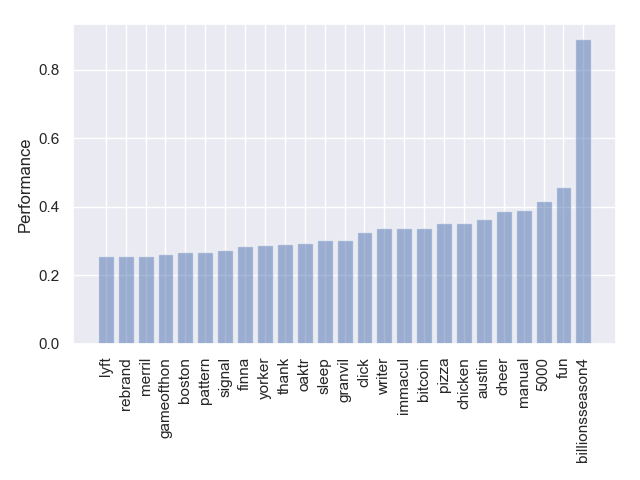 0.8
0.6
0.4
0.2
0.0
Performance
lyft
rebrand
merril
gameofthon
boston
pattern
signal
finna
yorker
thank
oaktr
sleep
granvil
click
writer
immacul
bitcoin
pizza
chicken
austin
cheer
manual
5000
fun
billionsseason4